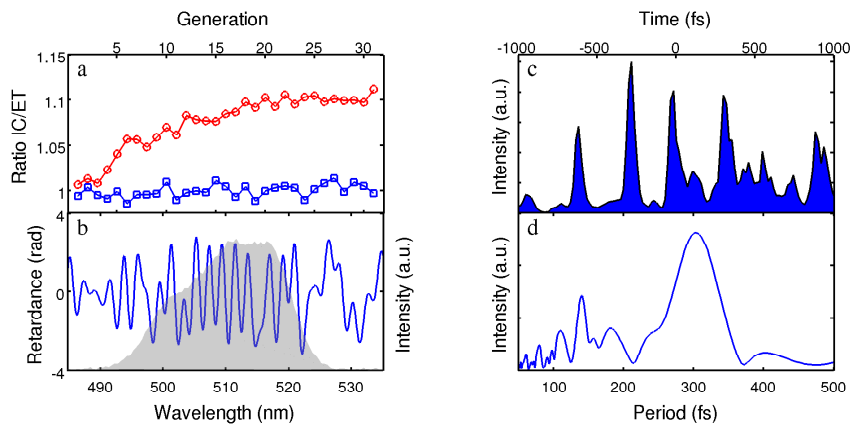 Generation
Time (fs)
5 10 15 20 25 30
-1000 -500 0 500 1000
1.15
1.1
1.05
1
Ratio IC/ET
a
Intensity (a.u.)
c
4
0
-4
Retardance (rad)
b
Intensity (a.u.)
Intensity (a.u.)
d
490 500 510 520 530
100 200 300 400 500
Wavelength (nm)
Period (fs)